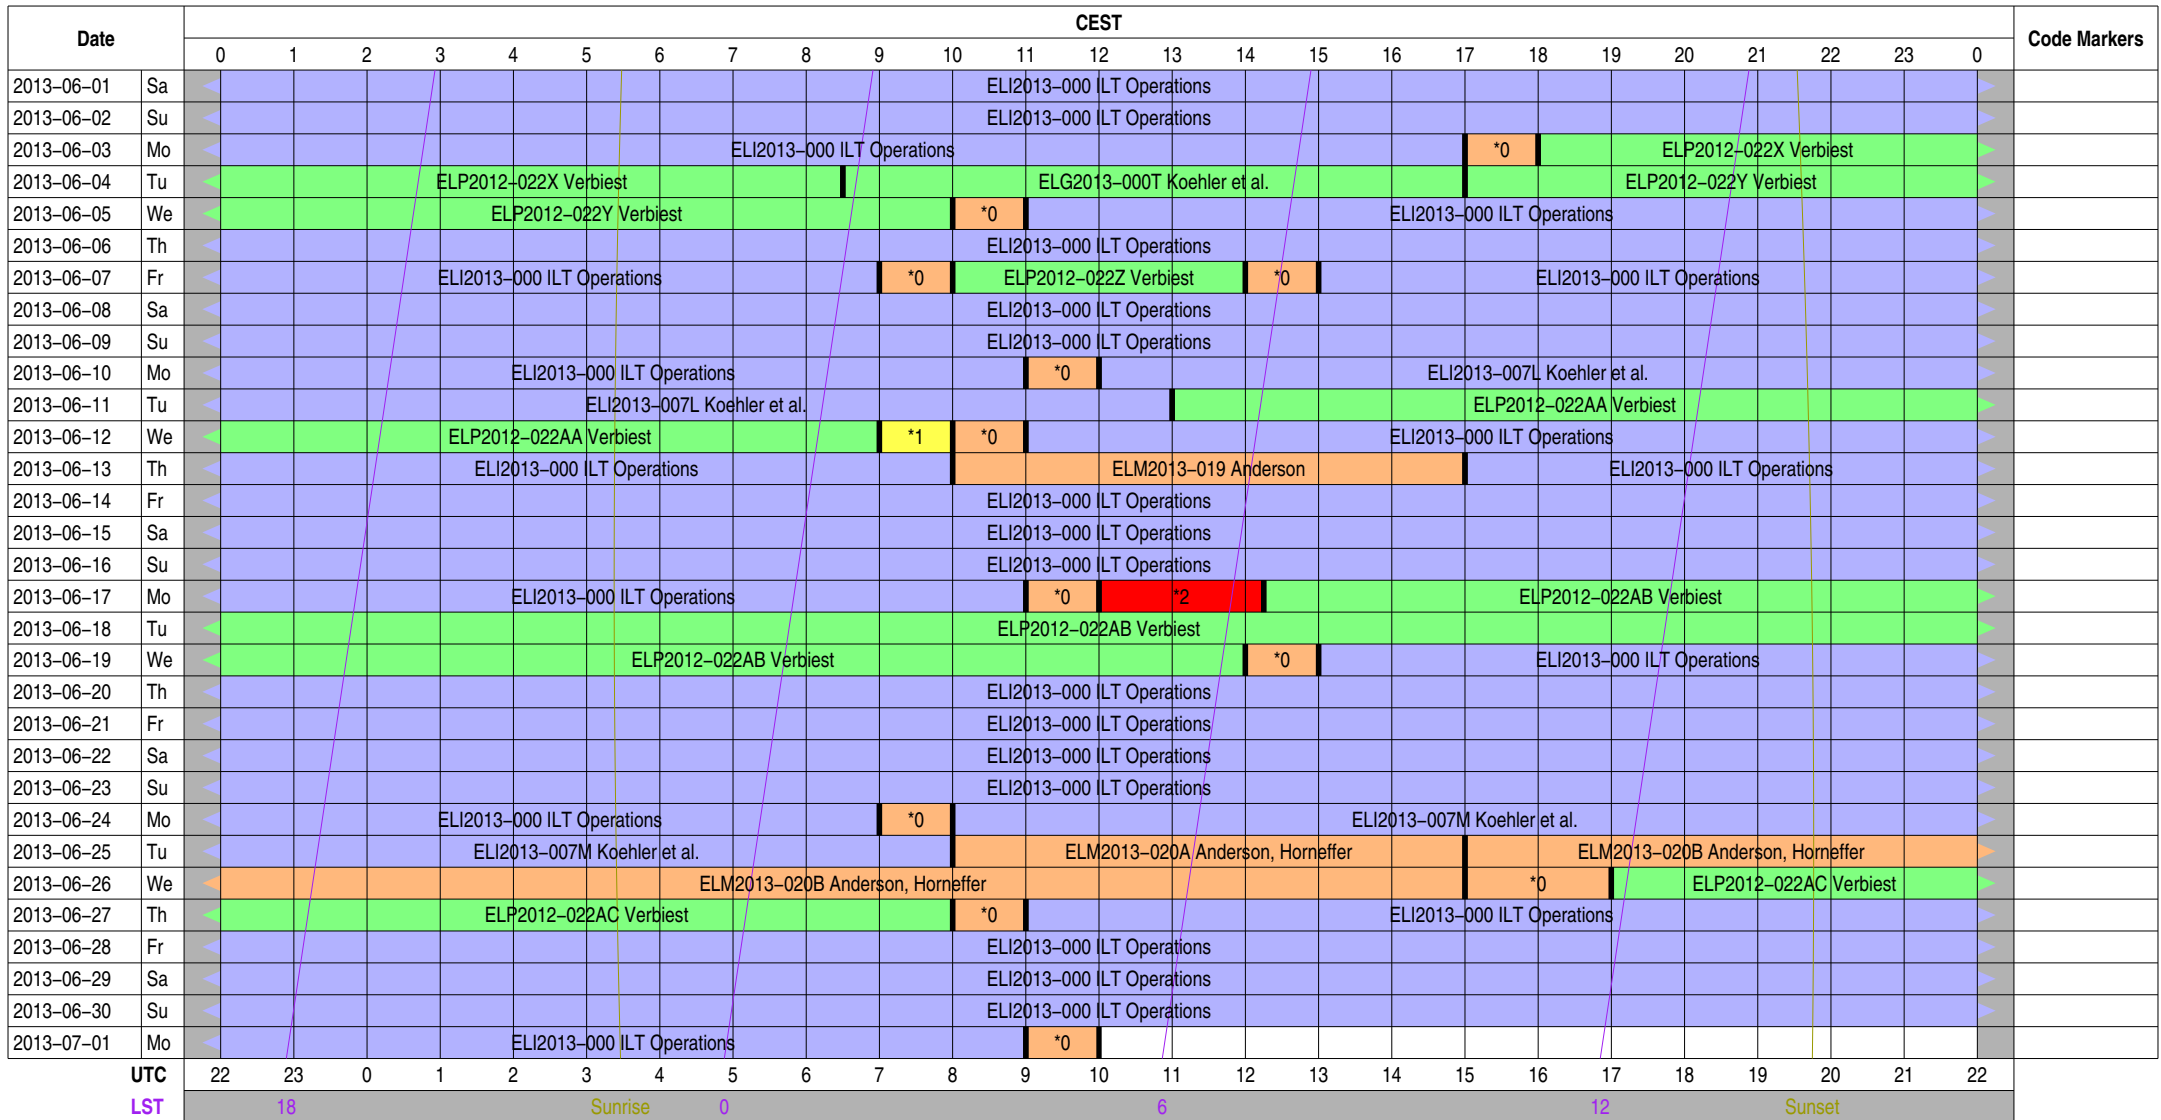 Date CEST Code Markers
0 1 2 3 4 5 6 7 8 9 10 11 12 13 14 15 16 17 18 19 20 21 22 23 0
2013−06−01 Sa ELI2013−000 ILT Operations
2013−06−02 Su ELI2013−000 ILT Operations
2013−06−03 Mo ELI2013−000 ILT Operations *0 ELP2012−022X Verbiest
2013−06−04 Tu ELP2012−022X Verbiest ELG2013−000T Koehler et al. ELP2012−022Y Verbiest
2013−06−05 We ELP2012−022Y Verbiest *0 ELI2013−000 ILT Operations
2013−06−06 Th ELI2013−000 ILT Operations
2013−06−07 Fr ELI2013−000 ILT Operations *0 ELP2012−022Z Verbiest *0 ELI2013−000 ILT Operations
2013−06−08 Sa ELI2013−000 ILT Operations
2013−06−09 Su ELI2013−000 ILT Operations
2013−06−10 Mo ELI2013−000 ILT Operations *0 ELI2013−007L Koehler et al.
2013−06−11 Tu ELI2013−007L Koehler et al. ELP2012−022AA Verbiest
2013−06−12 We ELP2012−022AA Verbiest *1 *0 ELI2013−000 ILT Operations
2013−06−13 Th ELI2013−000 ILT Operations ELM2013−019 Anderson ELI2013−000 ILT Operations
2013−06−14 Fr ELI2013−000 ILT Operations
2013−06−15 Sa ELI2013−000 ILT Operations
2013−06−16 Su ELI2013−000 ILT Operations
2013−06−17 Mo ELI2013−000 ILT Operations *0 *2 ELP2012−022AB Verbiest
2013−06−18 Tu ELP2012−022AB Verbiest
2013−06−19 We ELP2012−022AB Verbiest *0 ELI2013−000 ILT Operations
2013−06−20 Th ELI2013−000 ILT Operations
2013−06−21 Fr ELI2013−000 ILT Operations
2013−06−22 Sa ELI2013−000 ILT Operations
2013−06−23 Su ELI2013−000 ILT Operations
2013−06−24 Mo ELI2013−000 ILT Operations *0 ELI2013−007M Koehler et al.
2013−06−25 Tu ELI2013−007M Koehler et al. ELM2013−020A Anderson, Horneffer ELM2013−020B Anderson, Horneffer
2013−06−26 We ELM2013−020B Anderson, Horneffer *0 ELP2012−022AC Verbiest
2013−06−27 Th ELP2012−022AC Verbiest *0 ELI2013−000 ILT Operations
2013−06−28 Fr ELI2013−000 ILT Operations
2013−06−29 Sa ELI2013−000 ILT Operations
2013−06−30 Su ELI2013−000 ILT Operations
2013−07−01 Mo ELI2013−000 ILT Operations *0
UTC 22 23 0 1 2 3 4 5 6 7 8 9 10 11 12 13 14 15 16 17 18 19 20 21 22
LST 18 Sunrise 0 6 12 Sunset